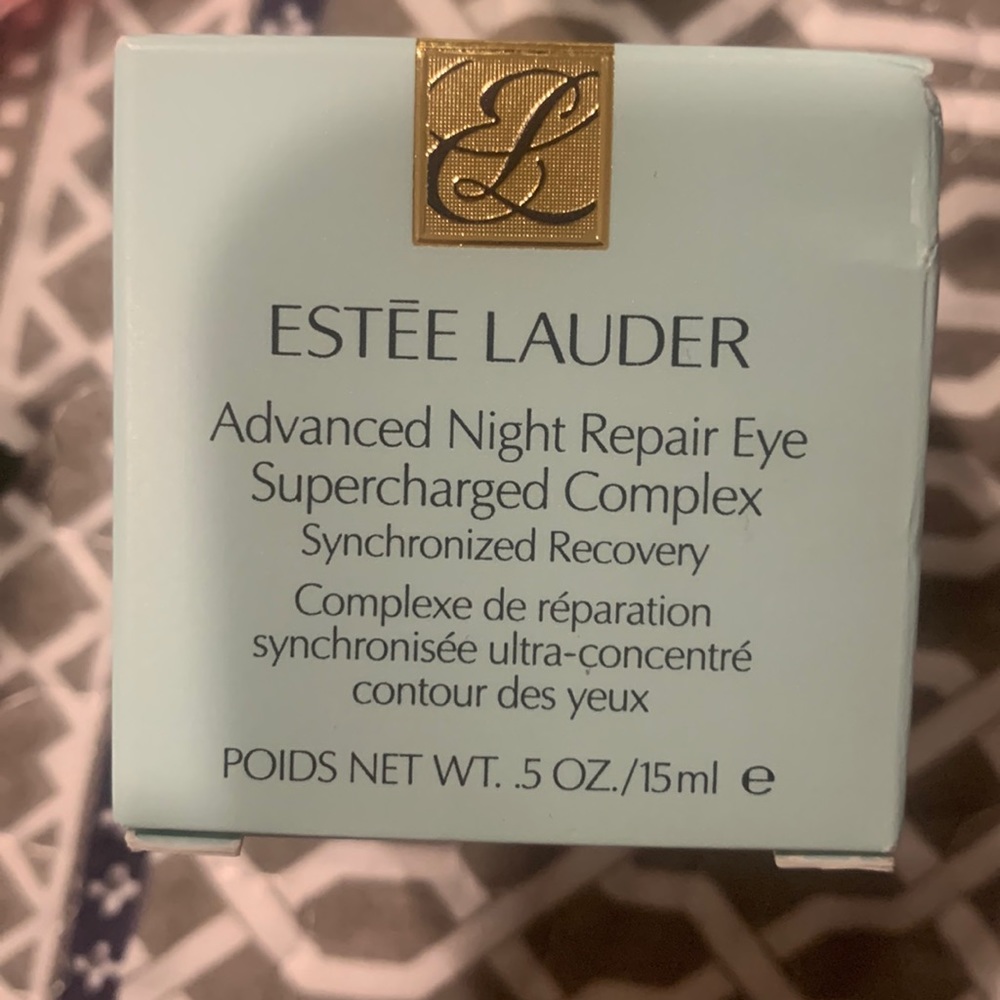 EL
ESTĒE LAUDER
Advanced Night Repair Eye
Supercharged Complex
Synchronized Recovery
Complexe de réparation
synchronisée ultra-concentré
contour des yeux
POIDS NET WT. .5 OZ./15ml ℮